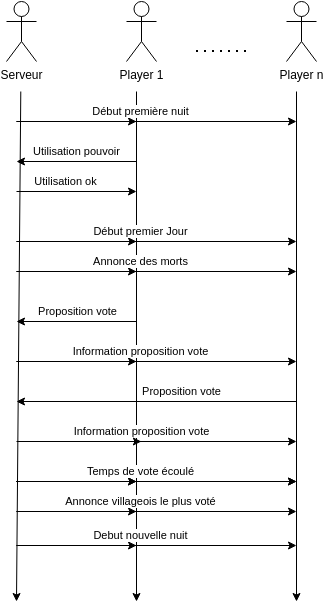 Serveur
Player 1
Player n
Début première nuit
Utilisation pouvoir
Utilisation ok
Début premier Jour
Annonce des morts
Proposition vote
Information proposition vote
Proposition vote
Information proposition vote
Temps de vote écoulé
Annonce villageois le plus voté
Debut nouvelle nuit